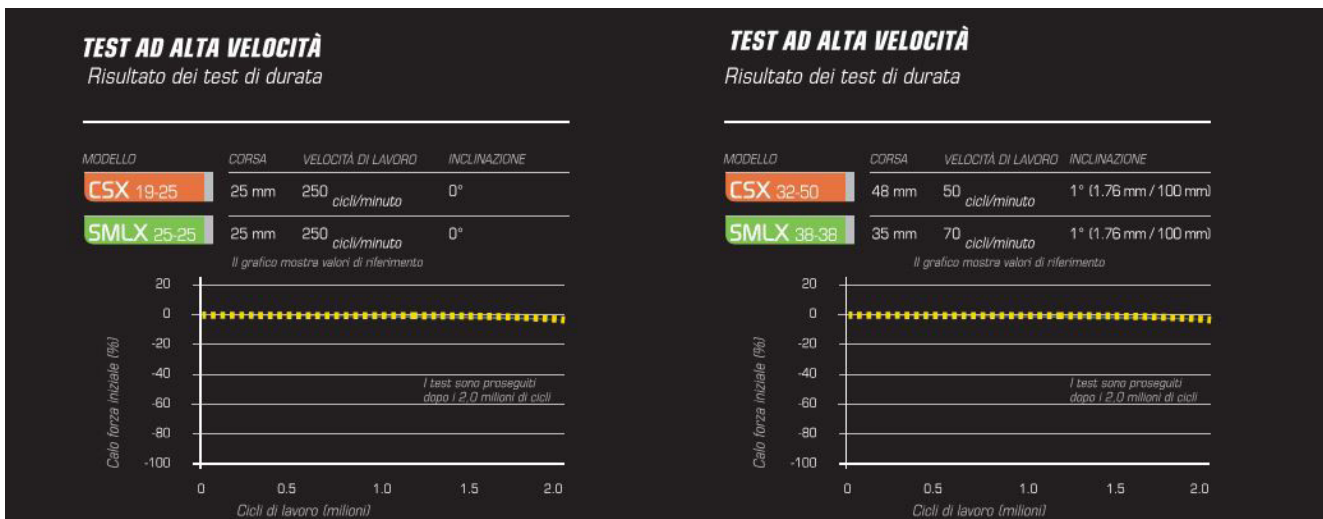 TEST AD ALTA VELOCITÀ
Risultato dei test di durata
MODELLO CORSA VELOCITÀ DI LAVORO INCLINAZIONE
CSX 19-25 25 mm 250 cicli/minuto 0°
SMLX 25-25 25 mm 250 cicli/minuto 0°
Il grafico mostra valori di riferimento
20
0
-20
-40
-60
-80
-100
Calo forza iniziale (%)
I test sono proseguiti
dopo i 2,0 milioni di cicli
0 0.5 1.0 1.5 2.0
Cicli di lavoro (milioni)
TEST AD ALTA VELOCITÀ
Risultato dei test di durata
MODELLO CORSA VELOCITÀ DI LAVORO INCLINAZIONE
CSX 32-50 48 mm 50 cicli/minuto 1° (1.76 mm / 100 mm)
SMLX 38-38 35 mm 70 cicli/minuto 1° (1.76 mm / 100 mm)
Il grafico mostra valori di riferimento
20
0
-20
-40
-60
-80
-100
Calo forza iniziale (%)
I test sono proseguiti
dopo i 2,0 milioni di cicli
0 0.5 1.0 1.5 2.0
Cicli di lavoro (milioni)